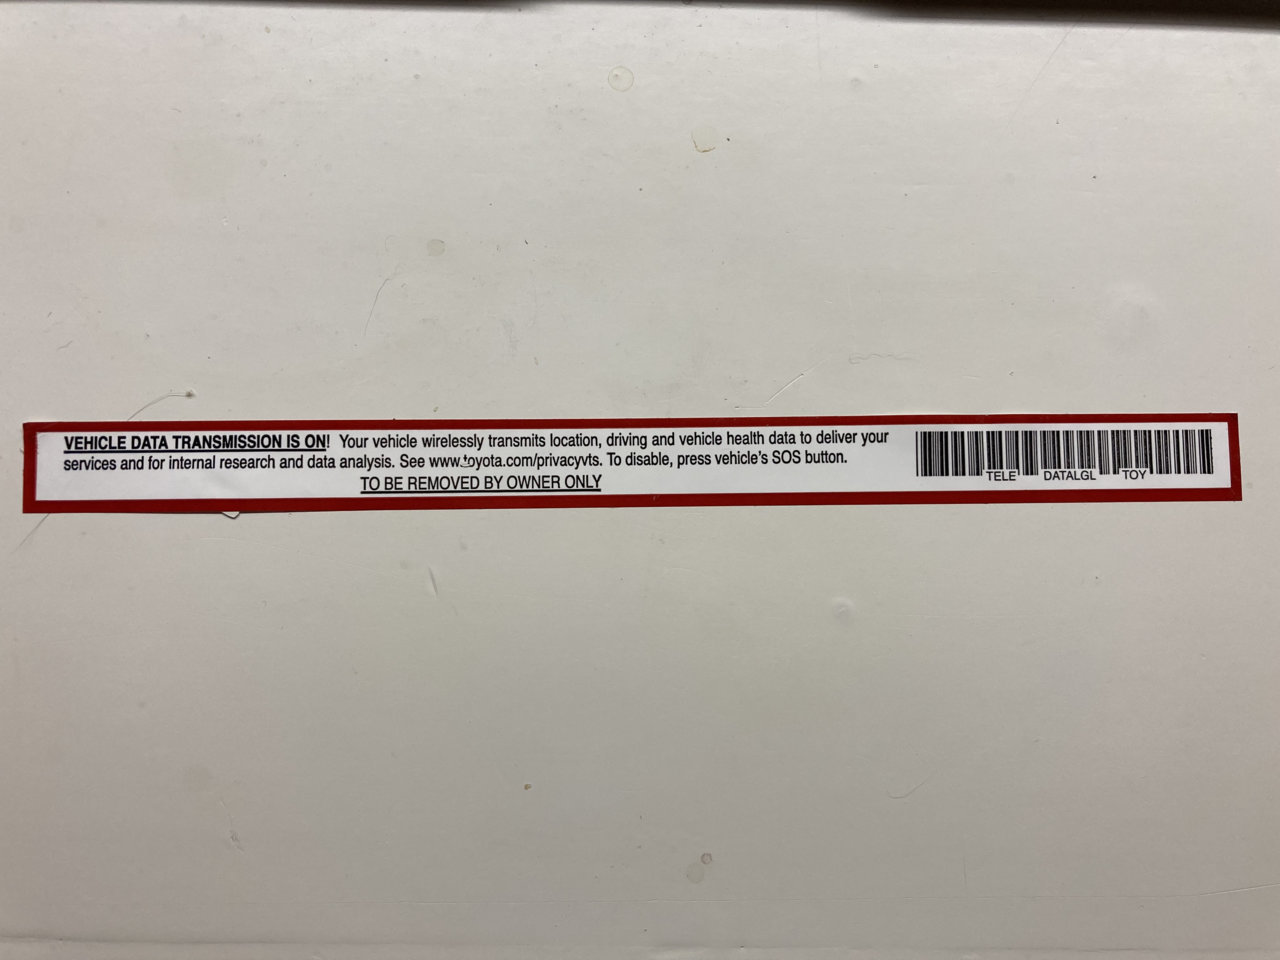 VEHICLE DATA TRANSMISSION IS ON! Your vehicle wirelessly transmits location, driving and vehicle health data to deliver your
services and for internal research and data analysis. See www.toyota.com/privacyvts. To disable, press vehicle's SOS button.
TO BE REMOVED BY OWNER ONLY
TELE DATALGL TOY